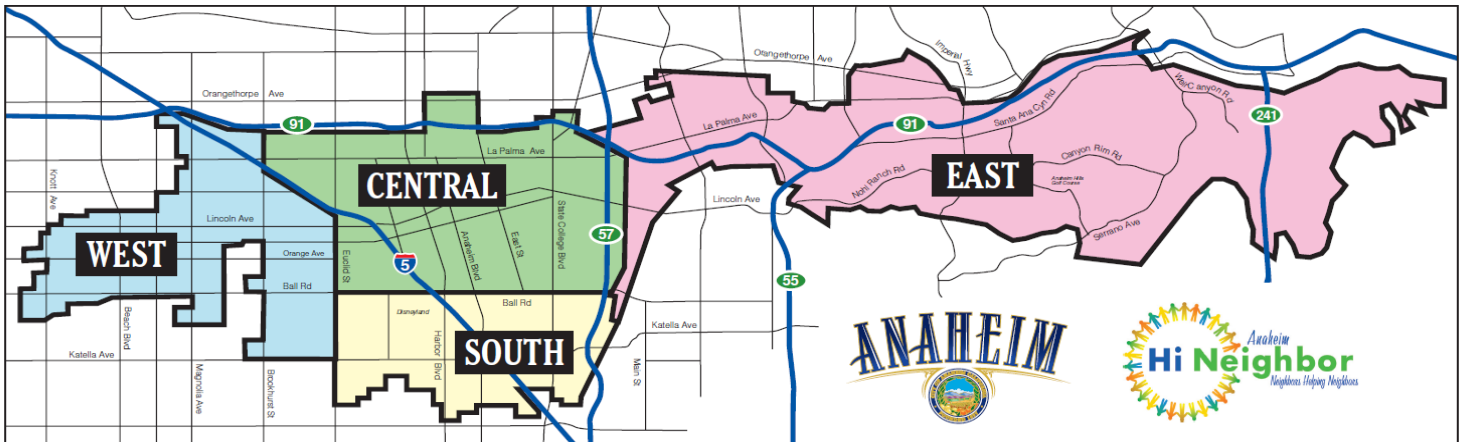 Orangethorpe Ave
91
Knott Ave
Lincoln Ave
WEST
Orange Ave
Ball Rd
Beach Blvd
Katella Ave
Magnolia Ave
Brookhurst St
La Palma Ave
CENTRAL
Euclid St
5
Anaheim Blvd
East St
State College Blvd
57
Ball Rd
Disneyland
Harbor Blvd
SOUTH
Katella Ave
Main St
Orangethorpe Ave
Imperial Hwy
La Palma Ave
91
Santa Ana Cyn Rd
Weir Canyon Rd
241
Lincoln Ave
Nohl Ranch Rd
EAST
Canyon Rim Rd
Anaheim Hills
Golf Course
Serrano Ave
55
ANAHEIM
Anaheim
Hi Neighbor
Neighbors Helping Neighbors